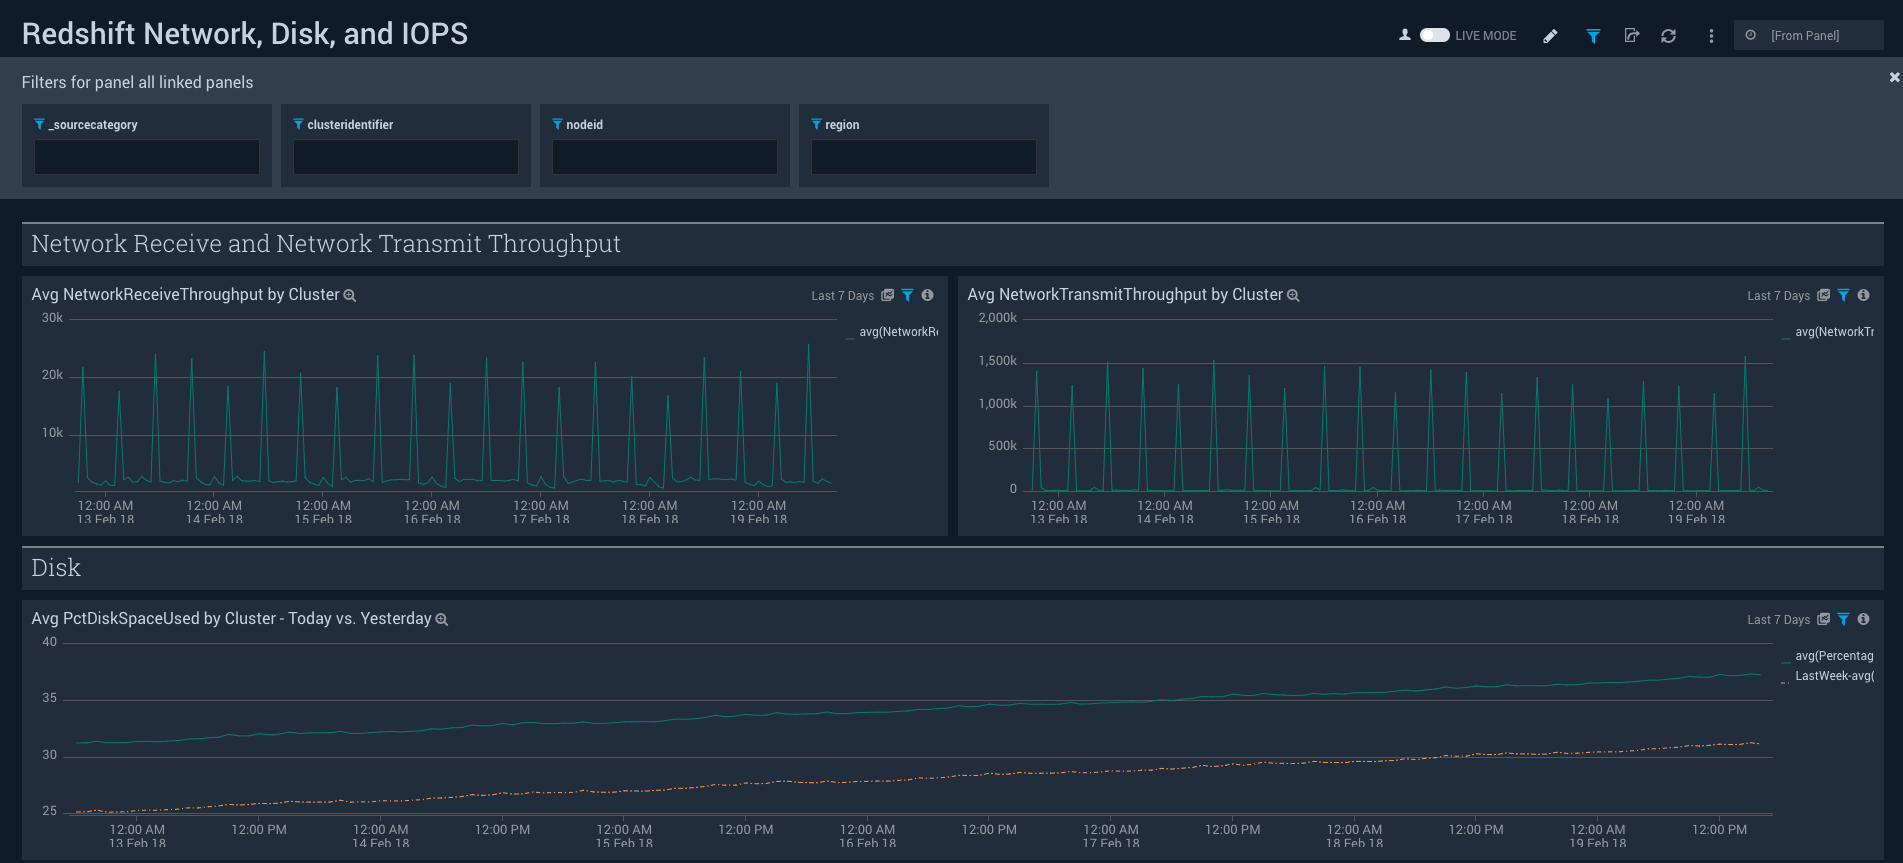 Redshift Network, Disk, and IOPS
LIVE MODE
[From Panel]
Filters for panel all linked panels
_sourcecategory
clusteridentifier
nodeid
region
Network Receive and Network Transmit Throughput
Avg NetworkReceiveThroughput by Cluster
Last 7 Days
30k
20k
10k
avg(NetworkRe
12:00 AM 12:00 AM 12:00 AM 12:00 AM 12:00 AM 12:00 AM 12:00 AM
13 Feb 18 14 Feb 18 15 Feb 18 16 Feb 18 17 Feb 18 18 Feb 18 19 Feb 18
Avg NetworkTransmitThroughput by Cluster
Last 7 Days
2,000k
1,500k
1,000k
500k
0
avg(NetworkTr
12:00 AM 12:00 AM 12:00 AM 12:00 AM 12:00 AM 12:00 AM 12:00 AM
13 Feb 18 14 Feb 18 15 Feb 18 16 Feb 18 17 Feb 18 18 Feb 18 19 Feb 18
Disk
Avg PctDiskSpaceUsed by Cluster - Today vs. Yesterday
Last 7 Days
40
35
30
25
avg(Percentag
LastWeek-avg(
12:00 AM 12:00 PM 12:00 AM 12:00 PM 12:00 AM 12:00 PM 12:00 AM 12:00 PM 12:00 AM 12:00 PM 12:00 AM 12:00 PM 12:00 AM 12:00 PM
13 Feb 18 14 Feb 18 15 Feb 18 16 Feb 18 17 Feb 18 18 Feb 18 19 Feb 18